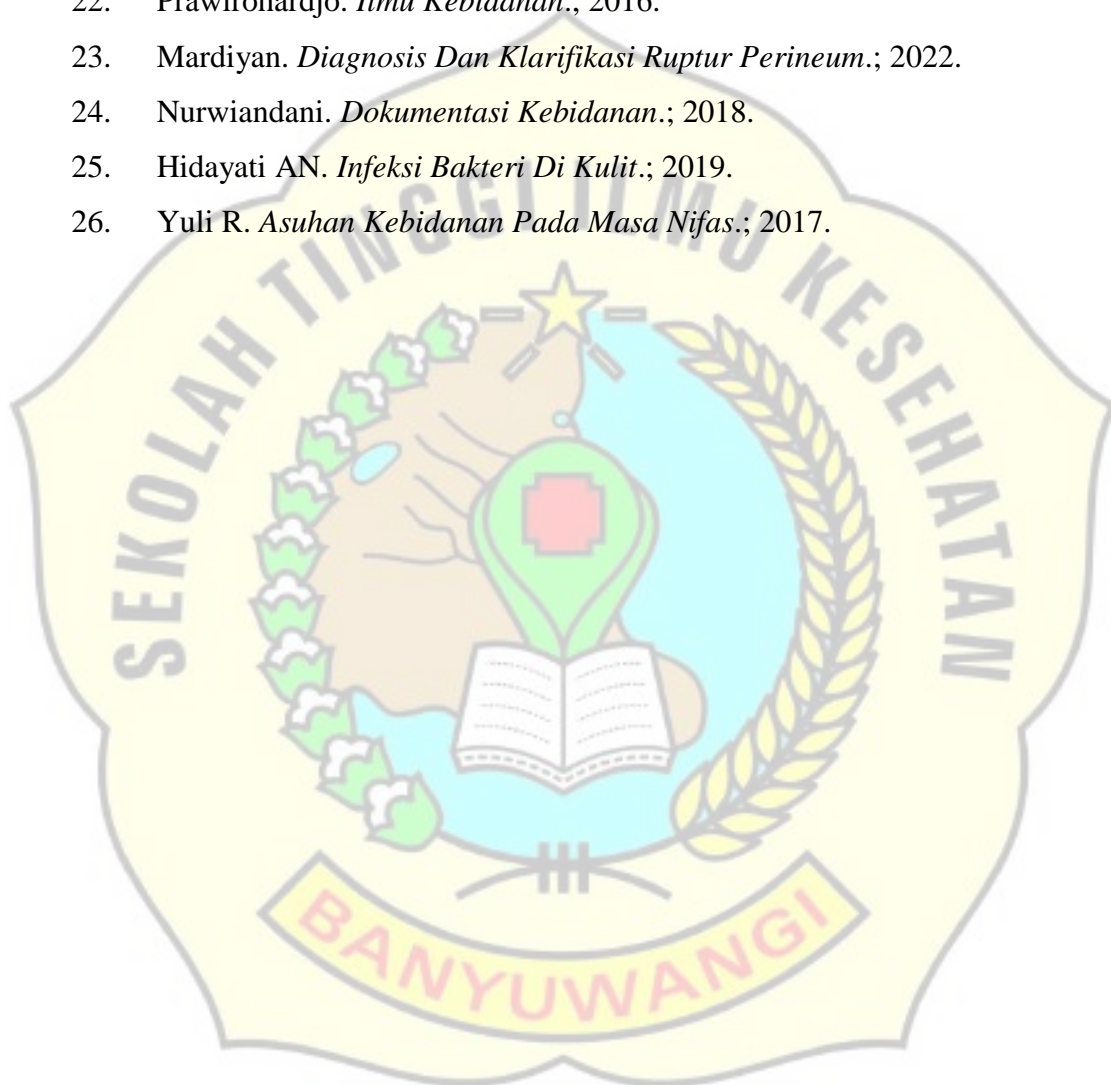 22. Prawirohardjo. Ilmu Kebidanan.; 2016.
23. Mardiyan. Diagnosis Dan Klarifikasi Ruptur Perineum.; 2022.
24. Nurwiandani. Dokumentasi Kebidanan.; 2018.
25. Hidayati AN. Infeksi Bakteri Di Kulit.; 2019.
26. Yuli R. Asuhan Kebidanan Pada Masa Nifas.; 2017.
SEKOLAH TINGGI ILMU KESEHATAN
BANYUWANGI